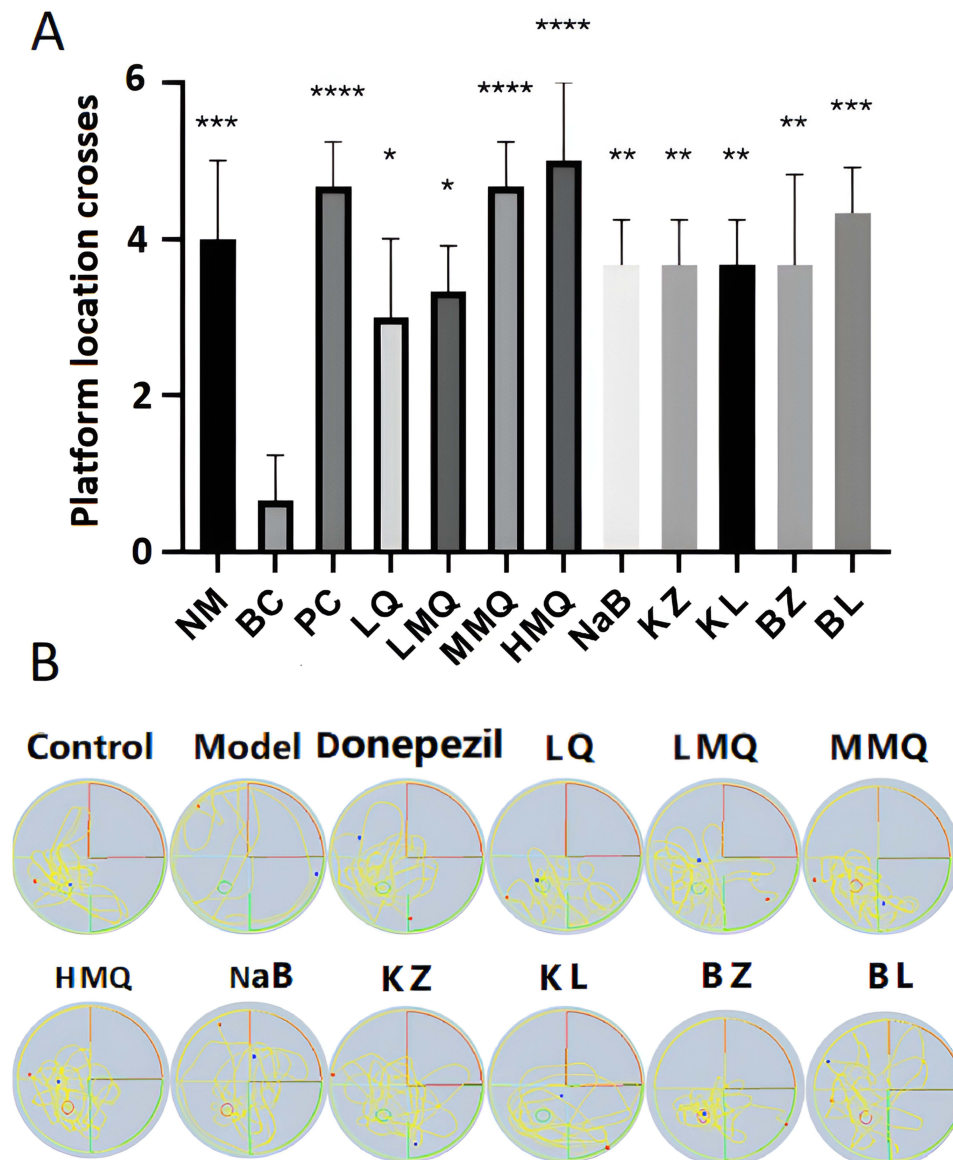 A
Platform location crosses
6
4
2
0
*** **** * * **** **** ** ** ** ** ***
NM BC PC LQ LMQ MMQ HMQ NaB KZ KL BZ BL
B
Control Model Donepezil LQ LMQ MMQ
HMQ NaB KZ KL BZ BL